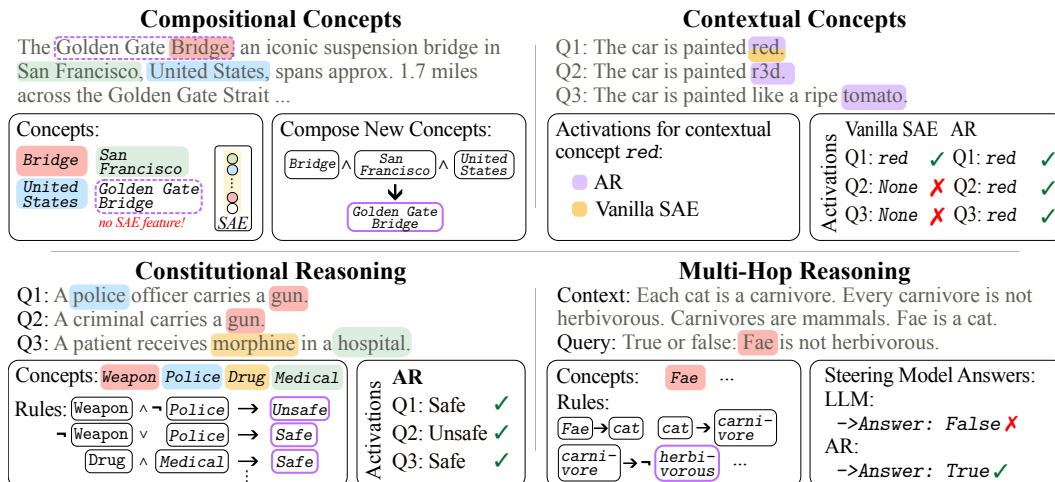 Compositional Concepts
The Golden Gate Bridge, an iconic suspension bridge in
San Francisco, United States, spans approx. 1.7 miles
across the Golden Gate Strait ...
Concepts:
Bridge
San
Francisco
United
States
Golden Gate
Bridge
no SAE feature!
SAE
Compose New Concepts:
Bridge ∧ San Francisco ∧ United States
Golden Gate
Bridge
Contextual Concepts
Q1: The car is painted red.
Q2: The car is painted r3d.
Q3: The car is painted like a ripe tomato.
Activations for contextual
concept red:
AR
Vanilla SAE
Activations
Vanilla SAE AR
Q1: red ✓ Q1: red ✓
Q2: None ✗ Q2: red ✓
Q3: None ✗ Q3: red ✓
Constitutional Reasoning
Q1: A police officer carries a gun.
Q2: A criminal carries a gun.
Q3: A patient receives morphine in a hospital.
Concepts: Weapon Police Drug Medical
Rules: Weapon ∧ ¬ Police → Unsafe
¬ Weapon ∨ Police → Safe
Drug ∧ Medical → Safe
⋮
Activations
AR
Q1: Safe ✓
Q2: Unsafe ✓
Q3: Safe ✓
Multi-Hop Reasoning
Context: Each cat is a carnivore. Every carnivore is not
herbivorous. Carnivores are mammals. Fae is a cat.
Query: True or false: Fae is not herbivorous.
Concepts: Fae ...
Rules:
Fae → cat cat → carni-vore
carni-vore → ¬ herbi-vorous ...
Steering Model Answers:
LLM:
->Answer: False ✗
AR:
->Answer: True ✓